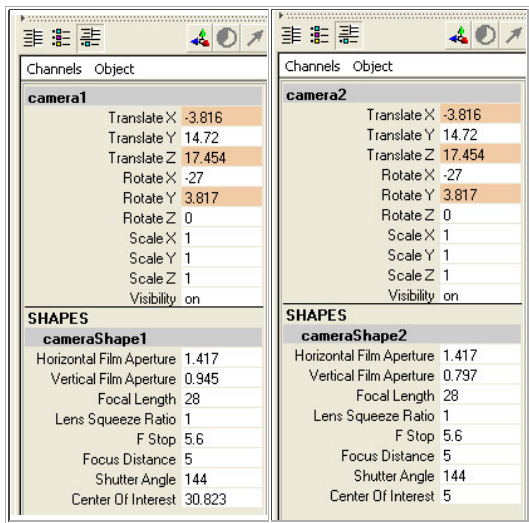 Channels Object
camera1
Translate X -3.816
Translate Y 14.72
Translate Z 17.454
Rotate X -27
Rotate Y 3.817
Rotate Z 0
Scale X 1
Scale Y 1
Scale Z 1
Visibility on
SHAPES
cameraShape1
Horizontal Film Aperture 1.417
Vertical Film Aperture 0.945
Focal Length 28
Lens Squeeze Ratio 1
F Stop 5.6
Focus Distance 5
Shutter Angle 144
Center Of Interest 30.823
Channels Object
camera2
Translate X -3.816
Translate Y 14.72
Translate Z 17.454
Rotate X -27
Rotate Y 3.817
Rotate Z 0
Scale X 1
Scale Y 1
Scale Z 1
Visibility on
SHAPES
cameraShape2
Horizontal Film Aperture 1.417
Vertical Film Aperture 0.797
Focal Length 28
Lens Squeeze Ratio 1
F Stop 5.6
Focus Distance 5
Shutter Angle 144
Center Of Interest 5